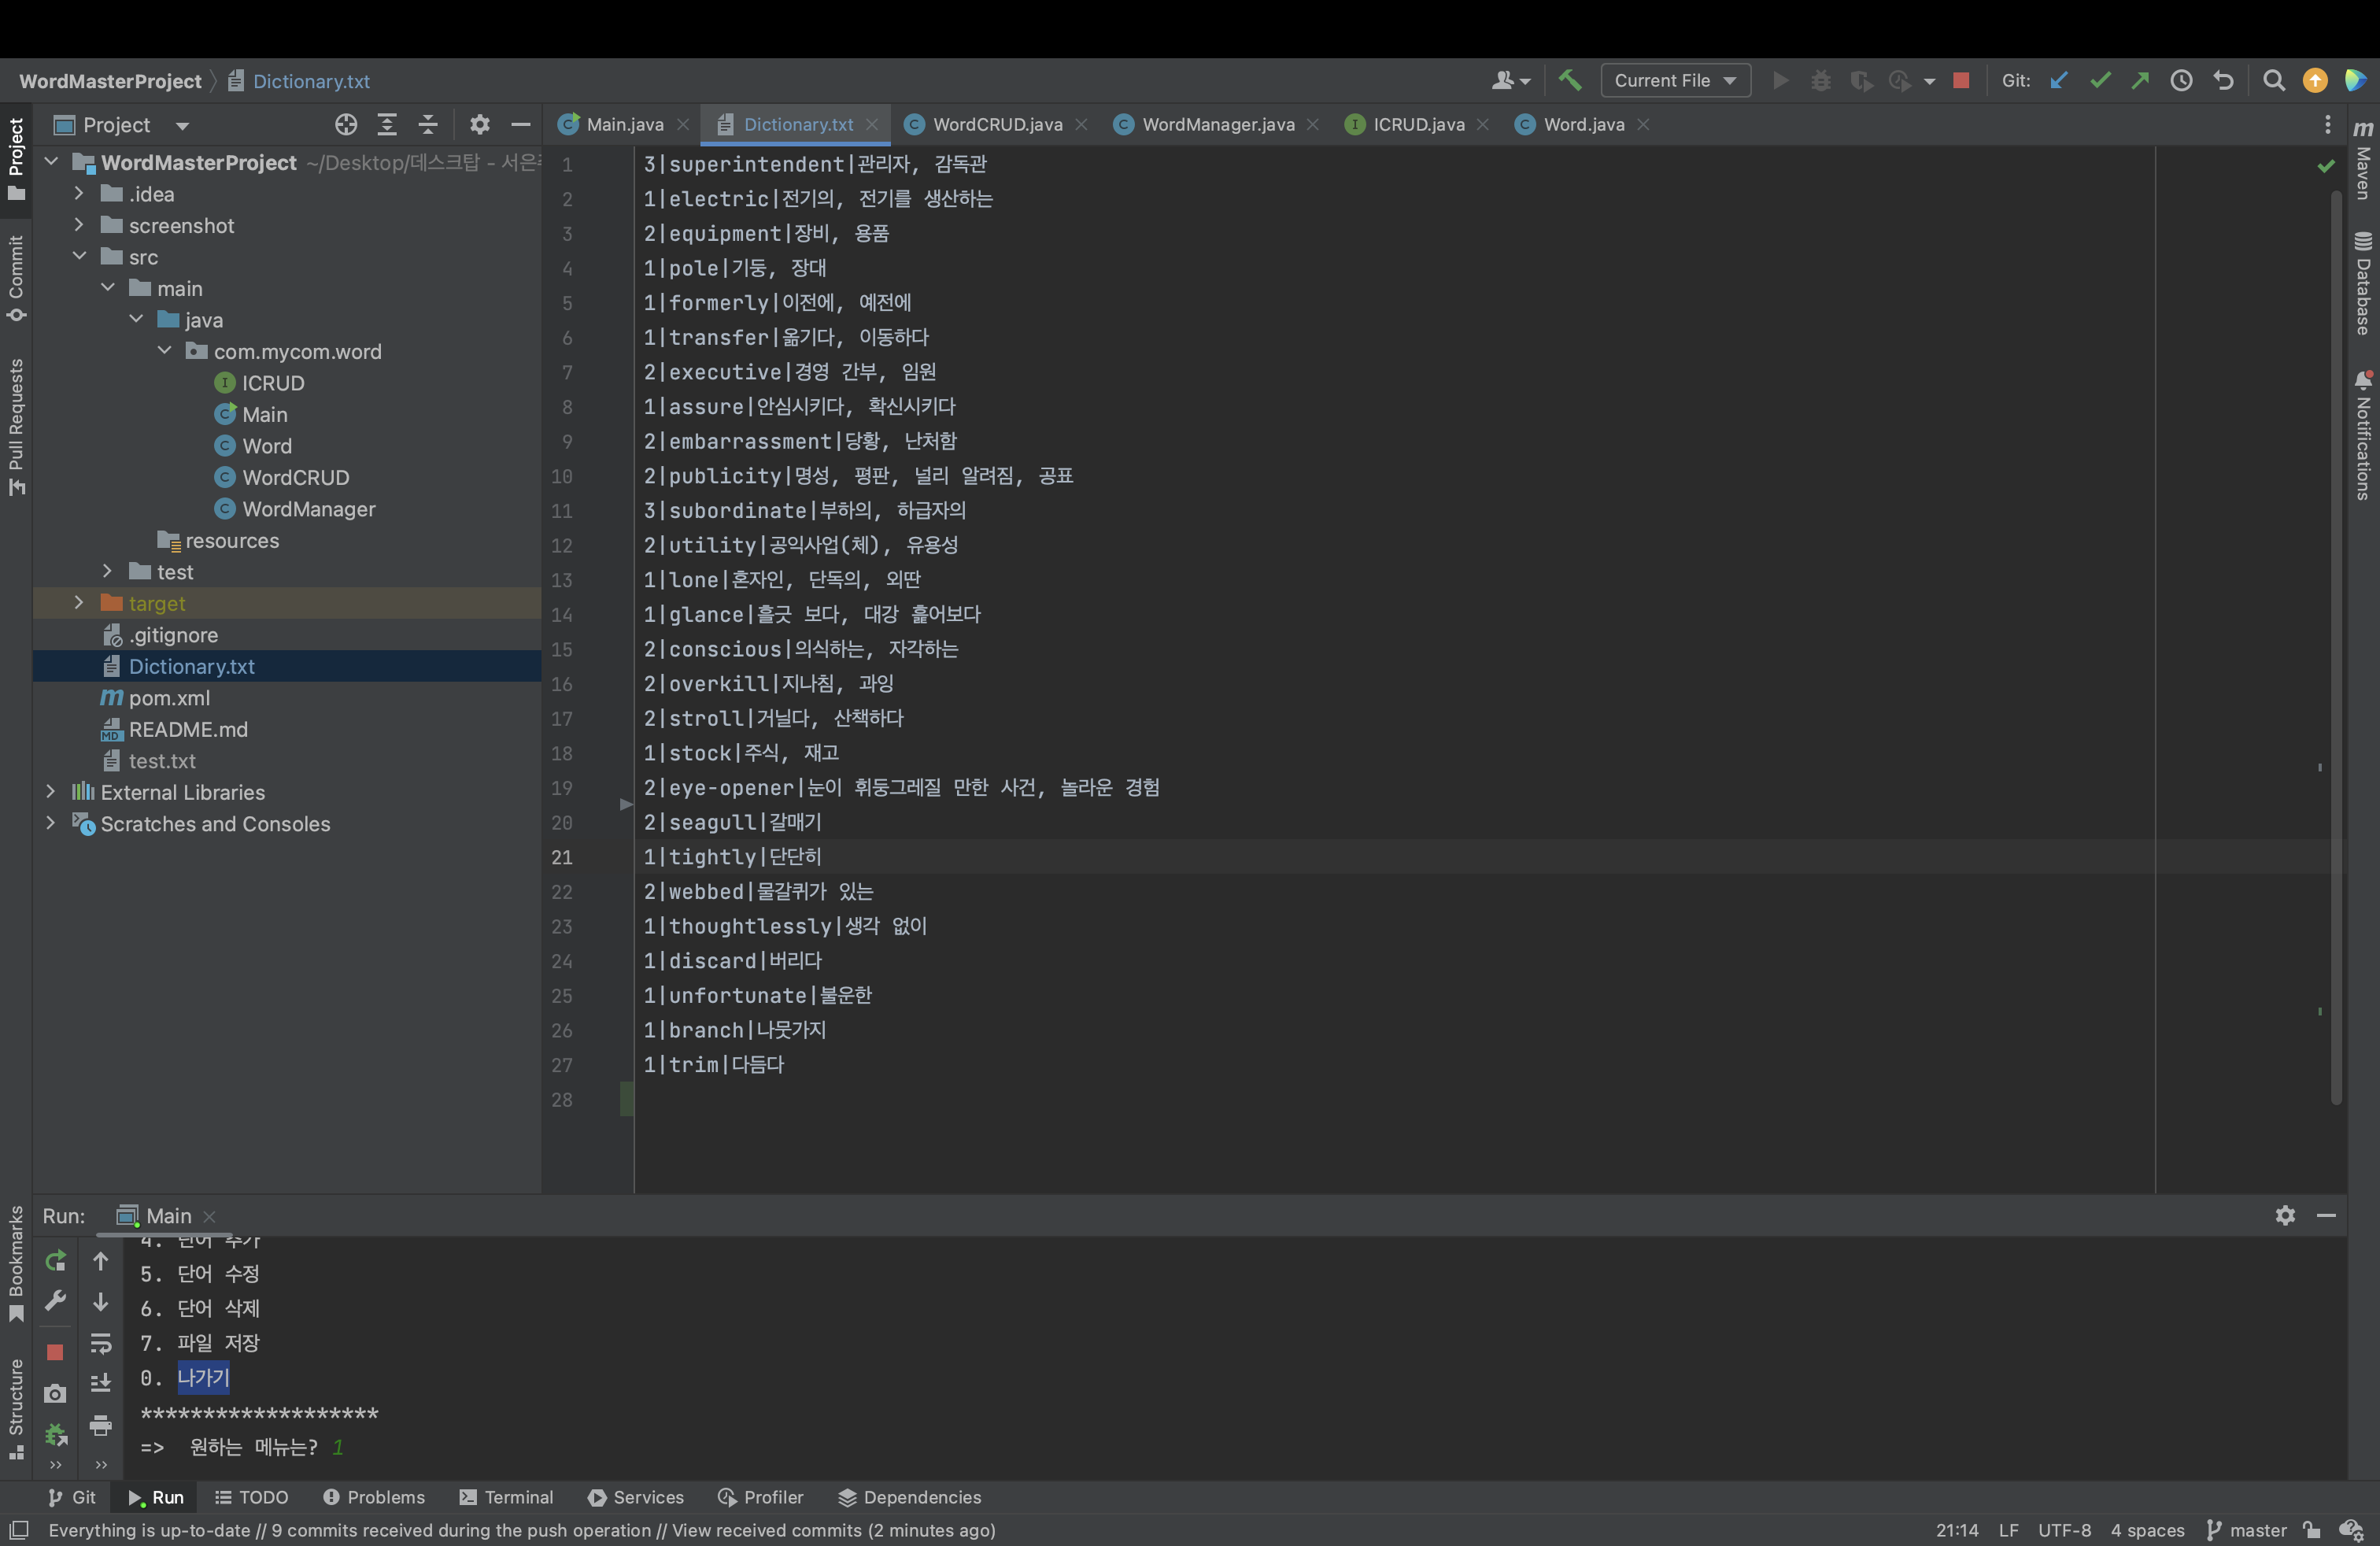 WordMasterProject 〉 Dictionary.txt
Current File
Git:
Project
Main.java
Dictionary.txt
WordCRUD.java
WordManager.java
ICRUD.java
Word.java
Project
Commit
Pull Requests
Bookmarks
Structure
WordMasterProject ~/Desktop/데스크탑 - 서은
.idea
screenshot
src
main
java
com.mycom.word
ICRUD
Main
Word
WordCRUD
WordManager
resources
test
target
.gitignore
Dictionary.txt
pom.xml
README.md
test.txt
External Libraries
Scratches and Consoles
1 3|superintendent|관리자, 감독관
2 1|electric|전기의, 전기를 생산하는
3 2|equipment|장비, 용품
4 1|pole|기둥, 장대
5 1|formerly|이전에, 예전에
6 1|transfer|옮기다, 이동하다
7 2|executive|경영 간부, 임원
8 1|assure|안심시키다, 확신시키다
9 2|embarrassment|당황, 난처함
10 2|publicity|명성, 평판, 널리 알려짐, 공표
11 3|subordinate|부하의, 하급자의
12 2|utility|공익사업(체), 유용성
13 1|lone|혼자인, 단독의, 외딴
14 1|glance|흘긋 보다, 대강 훑어보다
15 2|conscious|의식하는, 자각하는
16 2|overkill|지나침, 과잉
17 2|stroll|거닐다, 산책하다
18 1|stock|주식, 재고
19 2|eye-opener|눈이 휘둥그레질 만한 사건, 놀라운 경험
20 2|seagull|갈매기
21 1|tightly|단단히
22 2|webbed|물갈퀴가 있는
23 1|thoughtlessly|생각 없이
24 1|discard|버리다
25 1|unfortunate|불운한
26 1|branch|나뭇가지
27 1|trim|다듬다
28
Maven
Database
Notifications
Run: Main
4. 단어 추가
5. 단어 수정
6. 단어 삭제
7. 파일 저장
0. 나가기
*******************
=> 원하는 메뉴는? 1
Git
Run
TODO
Problems
Terminal
Services
Profiler
Dependencies
Everything is up-to-date // 9 commits received during the push operation // View received commits (2 minutes ago)
21:14 LF UTF-8 4 spaces master